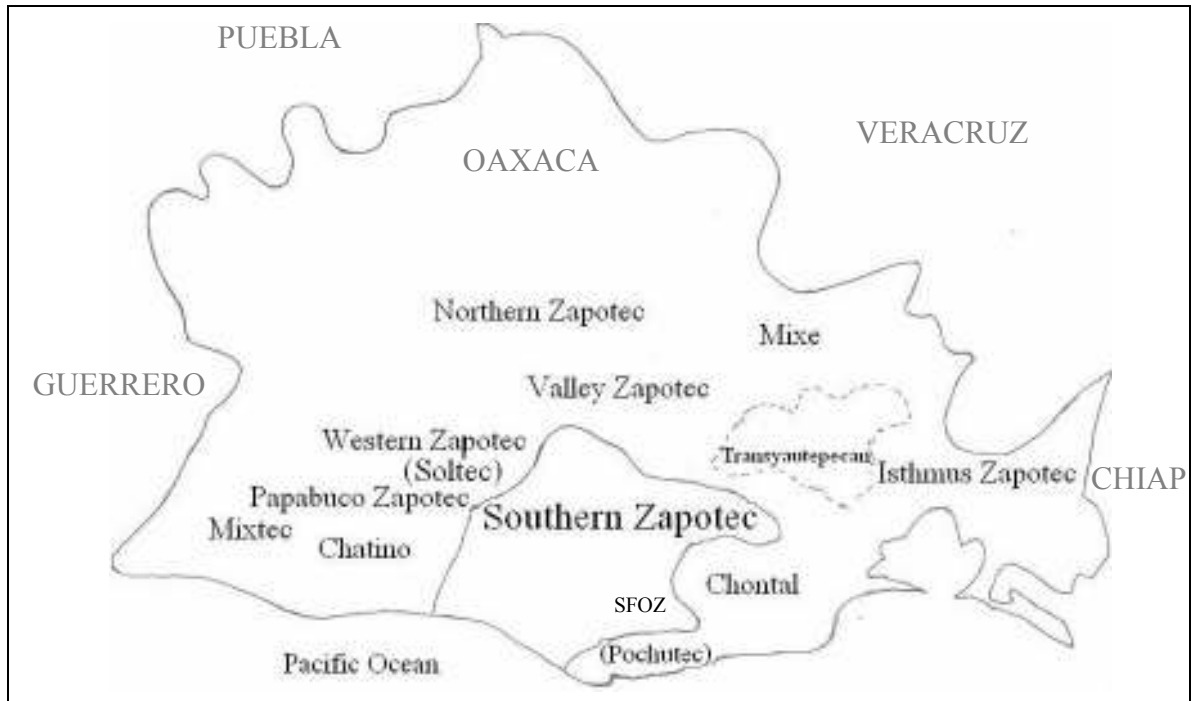 PUEBLA
VERACRUZ
OAXACA
Northern Zapotec
Mixe
GUERRERO
Valley Zapotec
Western Zapotec
(Soltec)
Transyautepecan
Isthmus Zapotec
CHIAP
Papabuco Zapotec
Southern Zapotec
Mixtec
Chatino
Chontal
SFOZ
(Pochutec)
Pacific Ocean